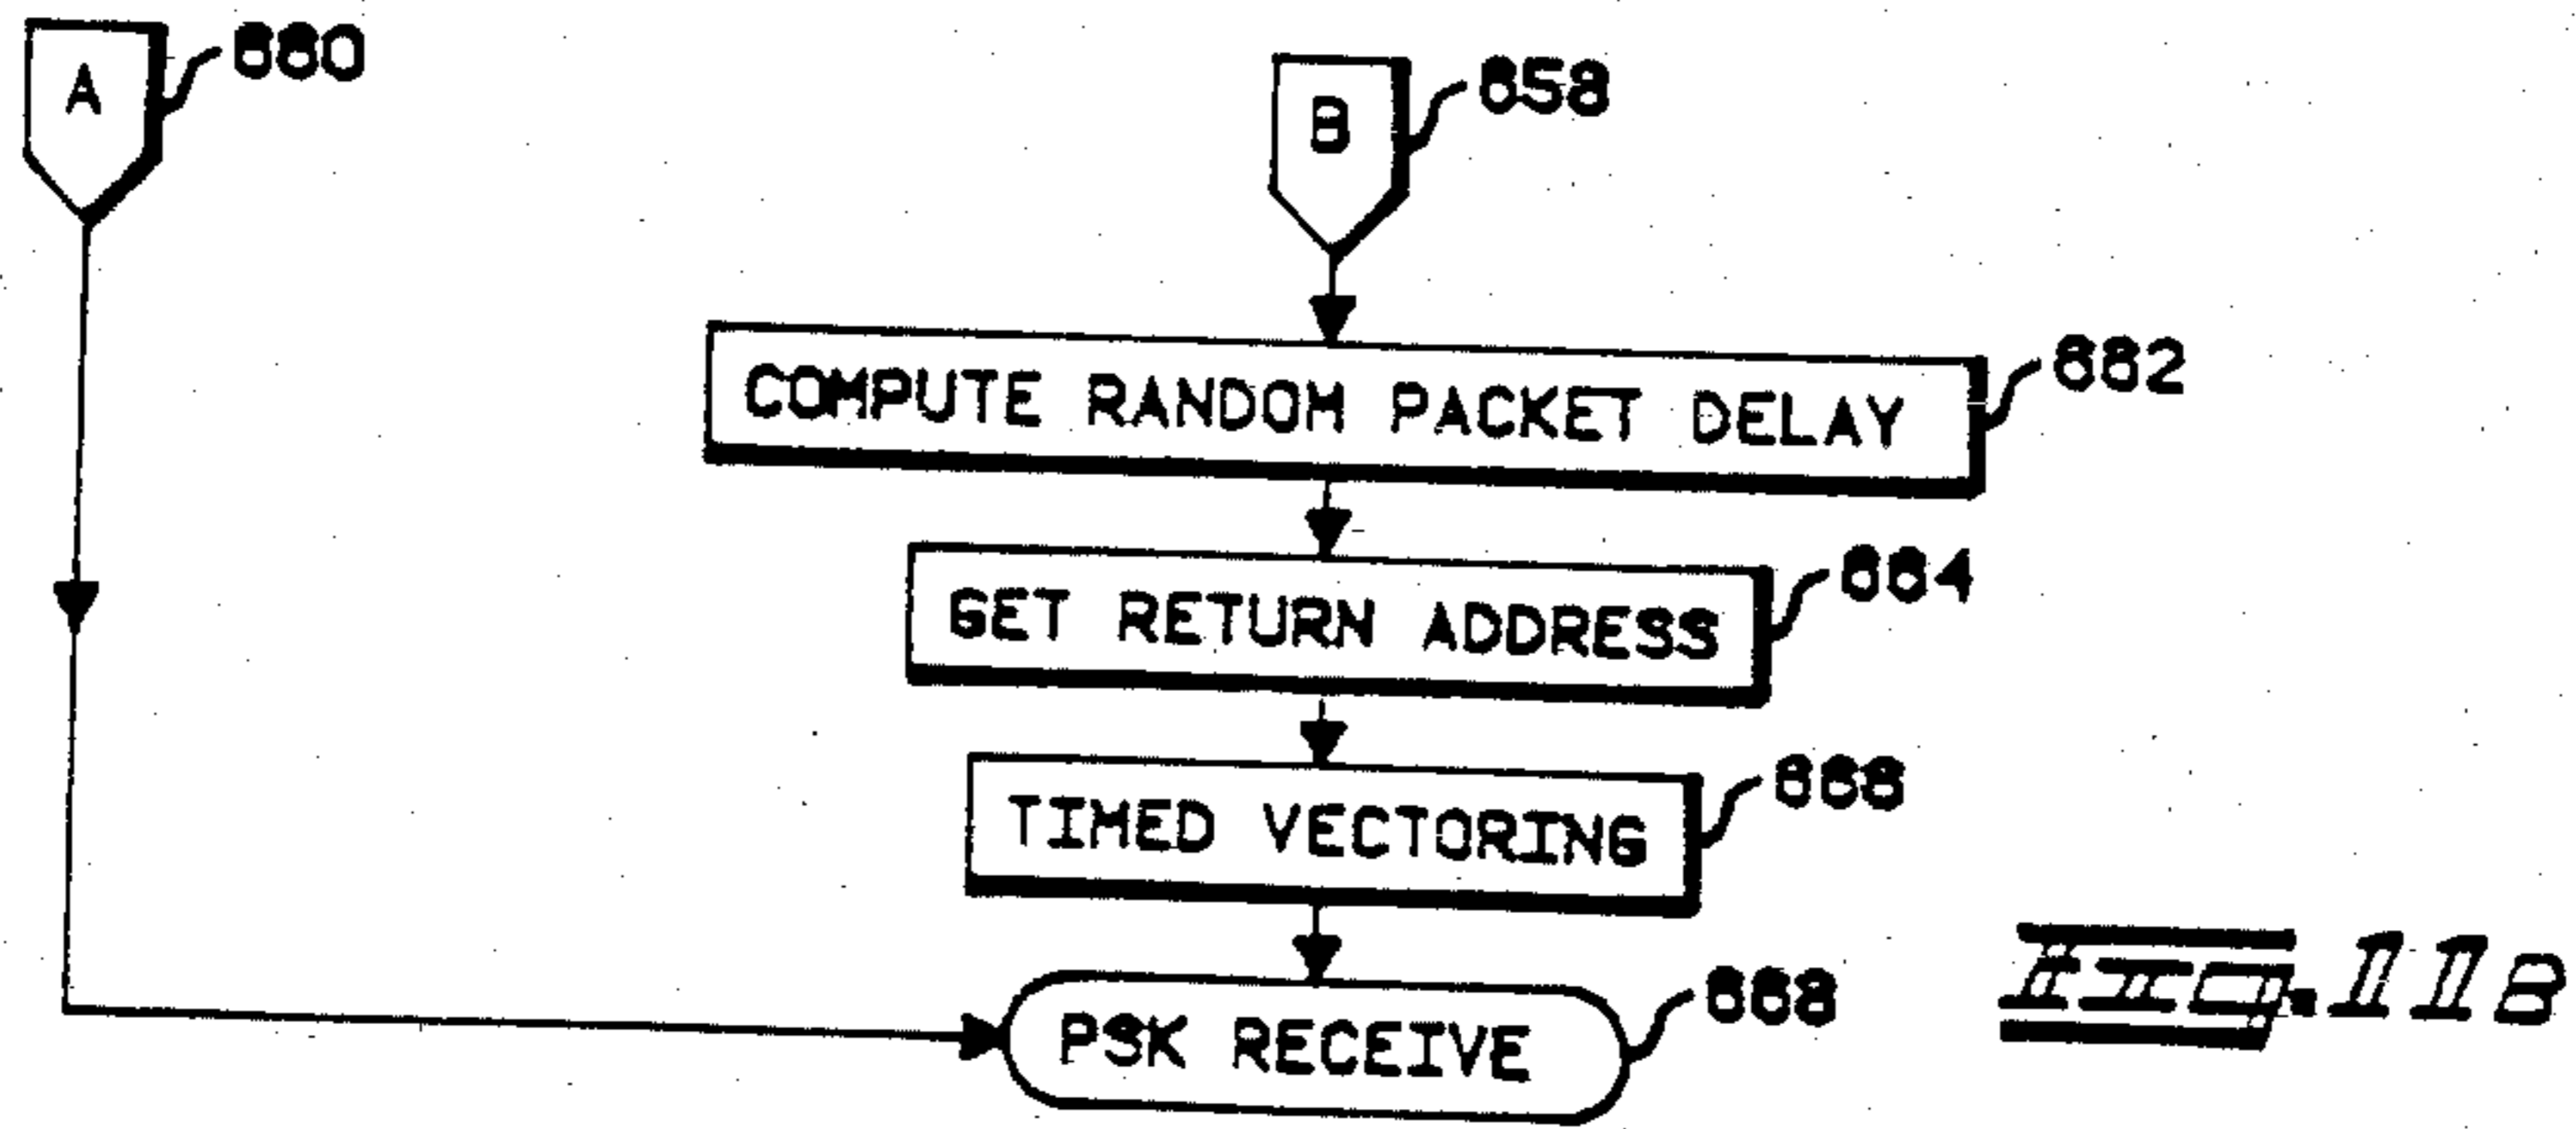 A 660
B 658
COMPUTE RANDOM PACKET DELAY 662
GET RETURN ADDRESS 664
TIMED VECTORING 666
PSK RECEIVE 668
Fig. 11B